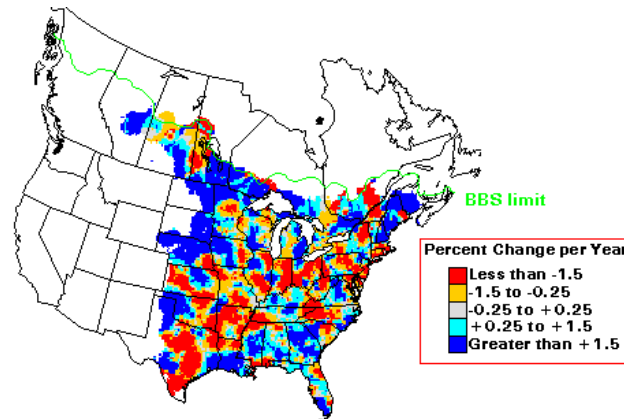 BBS limit
Percent Change per Year
Less than -1.5
-1.5 to -0.25
-0.25 to +0.25
+0.25 to +1.5
Greater than +1.5